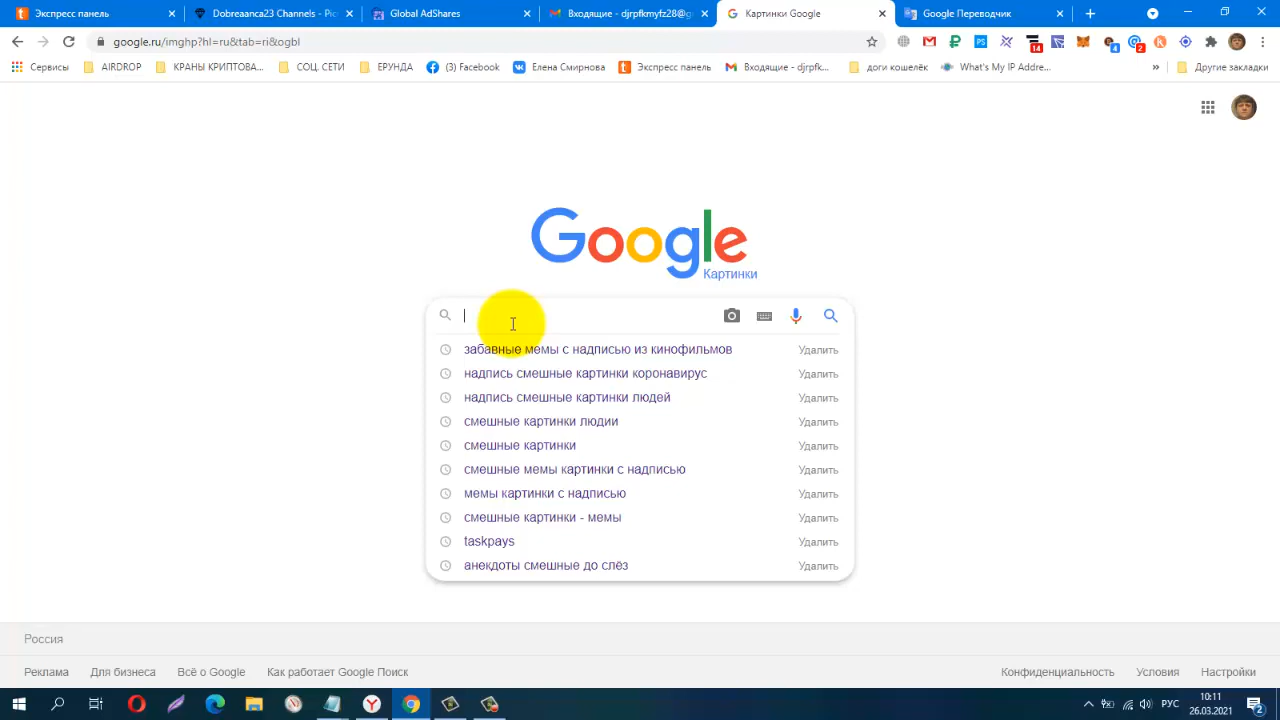 Экспресс панель
Dobreaanca23 Channels - Pic
Global AdShares
Входящие - djrpfkmyfz28@g
Картинки Google
Google Переводчик
google.ru/imghp?hl=ru&tab=ri&ogbl
14
4
2
Сервисы
AIRDROP
КРАНЫ КРИПТОВА...
СОЦ. СЕТИ
ЕРУНДА
(3) Facebook
Елена Смирнова
Экспресс панель
Входящие - djrpfk...
доги кошелёк
What's My IP Addre...
»
Другие закладки
Google
Картинки
забавные мемы с надписью из кинофильмов Удалить
надпись смешные картинки коронавирус Удалить
надпись смешные картинки людей Удалить
смешные картинки людии Удалить
смешные картинки Удалить
смешные мемы картинки с надписью Удалить
мемы картинки с надписью Удалить
смешные картинки - мемы Удалить
taskpays Удалить
анекдоты смешные до слёз Удалить
Россия
Реклама Для бизнеса Всё о Google Как работает Google Поиск Конфиденциальность Условия Настройки
РУС
10:11
26.03.2021
2